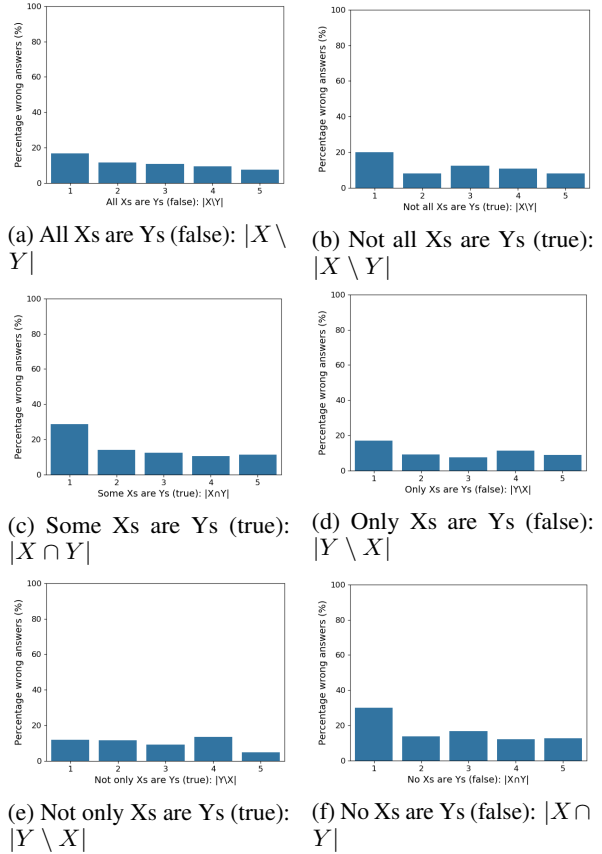 Percentage wrong answers (%)
100
80
60
40
20
0
1 2 3 4 5
All Xs are Ys (false): |X\Y|
(a) All Xs are Ys (false): |X \
Y|
Percentage wrong answers (%)
100
80
60
40
20
0
1 2 3 4 5
Not all Xs are Ys (true): |X\Y|
(b) Not all Xs are Ys (true):
|X \ Y|
Percentage wrong answers (%)
100
80
60
40
20
0
1 2 3 4 5
Some Xs are Ys (true): |X∩Y|
(c) Some Xs are Ys (true):
|X ∩ Y|
Percentage wrong answers (%)
100
80
60
40
20
0
1 2 3 4 5
Only Xs are Ys (false): |Y\X|
(d) Only Xs are Ys (false):
|Y \ X|
Percentage wrong answers (%)
100
80
60
40
20
0
1 2 3 4 5
Not only Xs are Ys (true): |Y\X|
(e) Not only Xs are Ys (true):
|Y \ X|
Percentage wrong answers (%)
100
80
60
40
20
0
1 2 3 4 5
No Xs are Ys (false): |X∩Y|
(f) No Xs are Ys (false): |X ∩
Y|